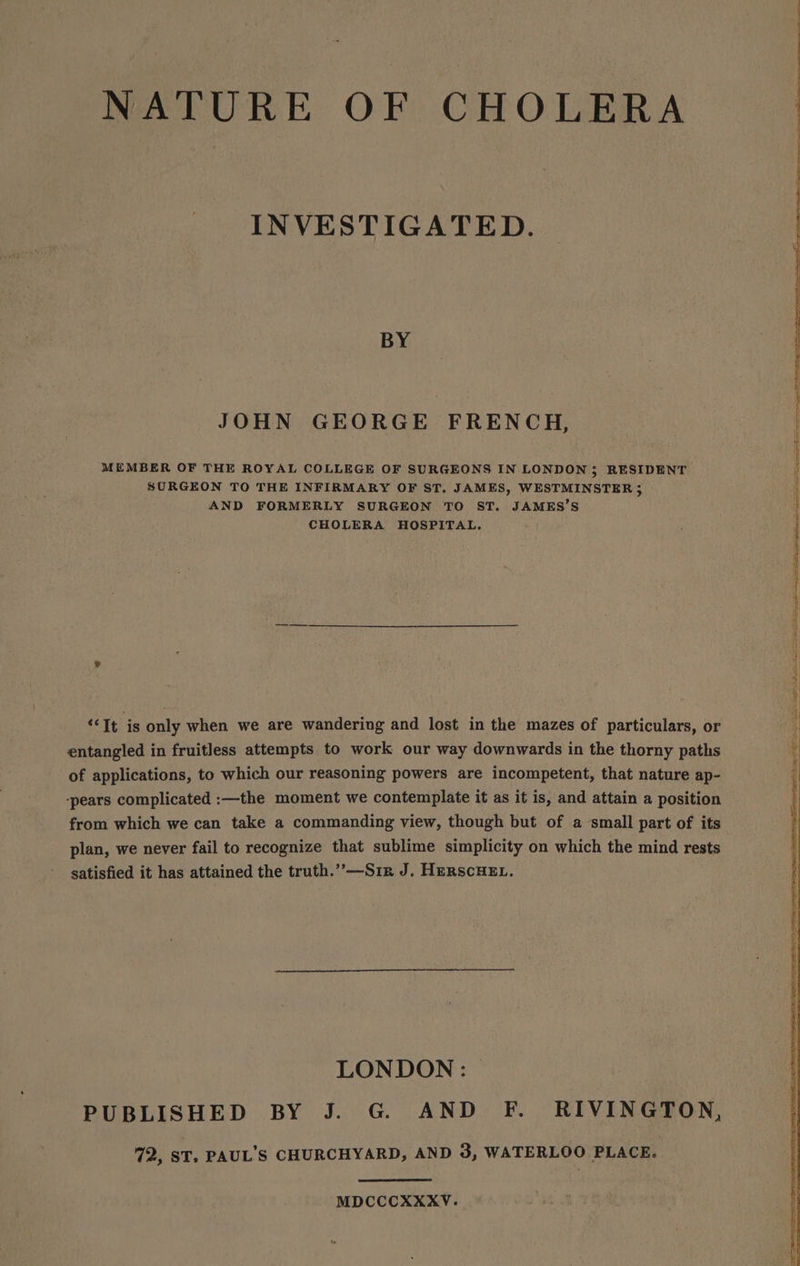 NATURE OF CHOLERA
INVESTIGATED.
BY
JOHN GEORGE FRENCH,
MEMBER OF THE ROYAL COLLEGE OF SURGEONS IN LONDON; RESIDENT
SURGEON TO THE INFIRMARY OF ST. JAMES, WESTMINSTER;
AND FORMERLY SURGEON TO ST. JAMES'S
CHOLERA HOSPITAL.
“It is only when we are wandering and lost in the mazes of particulars, or
entangled in fruitless attempts to work our way downwards in the thorny paths
of applications, to which our reasoning powers are incompetent, that nature ap-
pears complicated :—the moment we contemplate it as it is, and attain a position
from which we can take a commanding view, though but of a small part of its
plan, we never fail to recognize that sublime simplicity on which the mind rests
satisfied it has attained the truth.”—SIR J. HERSCHEL.
LONDON:
PUBLISHED BY J. G. AND F. RIVINGTON,
72, ST. PAUL'S CHURCHYARD, AND 3, WATERLOO PLACE.
MDCCCXXXV.